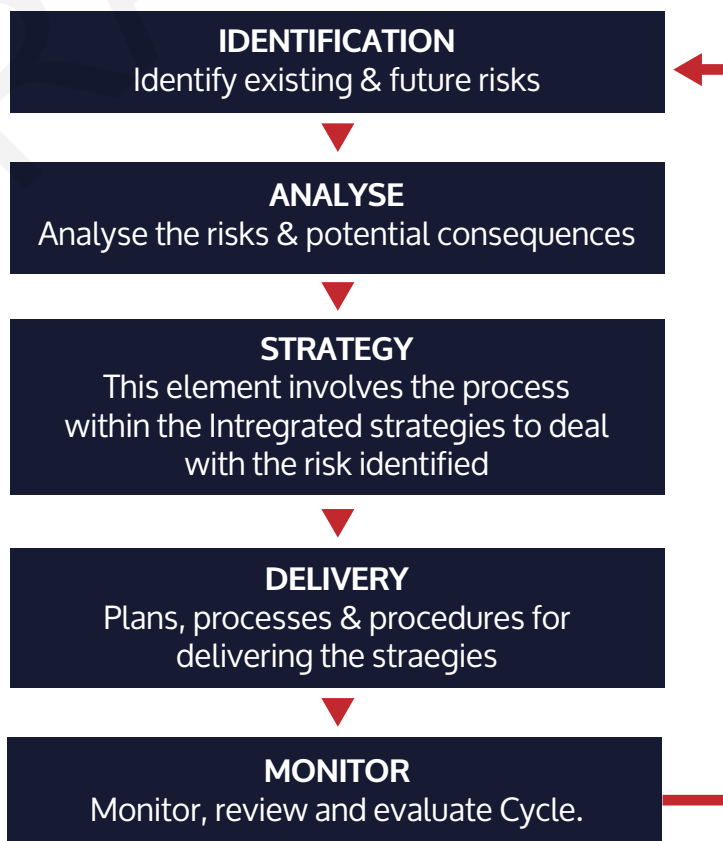 IDENTIFICATION
Identify existing & future risks
ANALYSE
Analyse the risks & potential consequences
STRATEGY
This element involves the process
within the Intregrated strategies to deal
with the risk identified
DELIVERY
Plans, processes & procedures for
delivering the straegies
MONITOR
Monitor, review and evaluate Cycle.